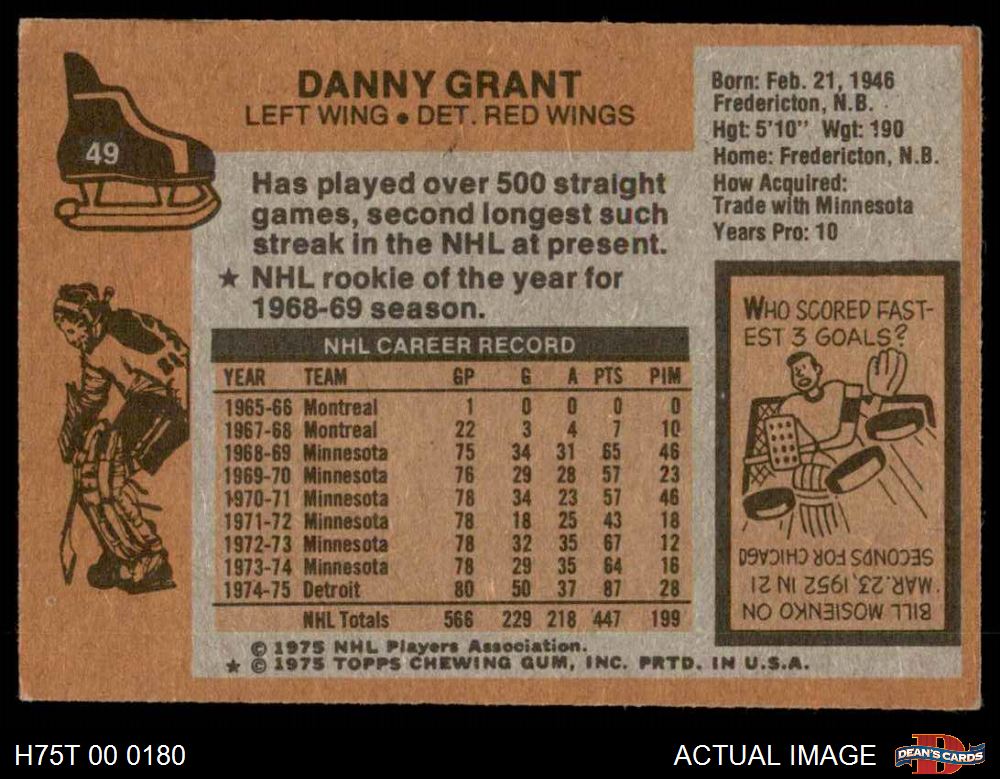 49
DANNY GRANT
LEFT WING • DET. RED WINGS
Has played over 500 straight
games, second longest such
streak in the NHL at present.
★ NHL rookie of the year for
1968-69 season.
NHL CAREER RECORD
YEAR TEAM GP G A PTS PIM
1965-66 Montreal 1 0 0 0 0
1967-68 Montreal 22 3 4 7 10
1968-69 Minnesota 75 34 31 65 46
1969-70 Minnesota 76 29 28 57 23
1970-71 Minnesota 78 34 23 57 46
1971-72 Minnesota 78 18 25 43 18
1972-73 Minnesota 78 32 35 67 12
1973-74 Minnesota 78 29 35 64 16
1974-75 Detroit 80 50 37 87 28
NHL Totals 566 229 218 447 199
© 1975 NHL Players Association.
★ © 1975 TOPPS CHEWING GUM, INC. PRTD. IN U.S.A.
Born: Feb. 21, 1946
Fredericton, N.B.
Hgt: 5'10" Wgt: 190
Home: Fredericton, N.B.
How Acquired:
Trade with Minnesota
Years Pro: 10
WHO SCORED FAST-
EST 3 GOALS?
BILL MOSIENKO ON
MAR. 23, 1952 IN 21
SECONDS FOR CHICAGO
H75T 00 0180
ACTUAL IMAGE
DEAN'S CARDS